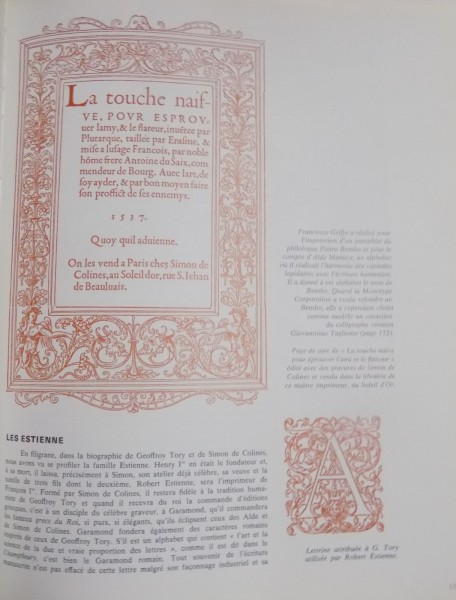 La touche naif-
VE, POVR ESPROV-
uer lamy, & le flateur, inuẽtee par
Plutarque, taillee par Erasme, &
mise a lusage Francois, par noble
hõme frere Antoine du Saix, com
mendeur de Bourg. Auec lart, de
soy ayder, & par bon moyen faire
son proffict de ses ennemys.
1537.
Quoy quil aduienne.
On les vend a Paris chez Simon de
Colines, au Soleil dor, rue S. Iehan
de Beauluais.
Francesco Griffo a réalisé pour
l'impression d'un
philologue Pietro Bembo et pour le
compte d'Alde Manuce, un alphabet
où il réalisait l'harmonie des capitales
lapidaires avec l'écriture humaniste.
Il a donné à cet alphabet le nom de
Bembo. Quand la Monotype
Corporation a voulu refondre un
Bembo, elle a cependant choisi
comme modèle un caractère
du calligraphe vénitien
Giovantonio Tagliente (page 112).
Page de titre de « La touche naïve
pour éprouver l'ami et le flatteur »
édité avec des gravures de Simon de
Colines et vendu dans la librairie de
ce maître imprimeur, au Soleil d'Or.
LES ESTIENNE
En filigrane, dans la biographie de Geoffroy Tory et de Simon de Colines,
nous avons vu se profiler la famille Estienne. Henry Iᵉʳ en était le fondateur et,
à sa mort, il laissa, précisément à Simon, son atelier déjà célèbre, sa veuve et la
tutelle de trois fils dont le deuxième, Robert Estienne, sera l'imprimeur de
François Iᵉʳ. Formé par Simon de Colines, il restera fidèle à la tradition huma-
niste de Geoffroy Tory et quand il recevra du roi la commande d'éditions
grecques, c'est à un disciple du célèbre graveur, à Garamond, qu'il commandera
les fameux grecs du Roi, si purs, si élégants, qu'ils éclipsent ceux des Alde et
de Simon de Colines. Garamond fondera également des caractères romains
inspirés de ceux de Geoffroy Tory. S'il est un alphabet qui contient « l'art et la
science de la due et vraie proportion des lettres », comme il est dit dans le
Champfleury, c'est bien le Garamond romain. Tout souvenir de l'écriture
manuscrite n'est pas effacé de cette lettre malgré son façonnage industriel et sa
A
Lettrine attribuée à G. Tory
utilisée par Robert Estienne.